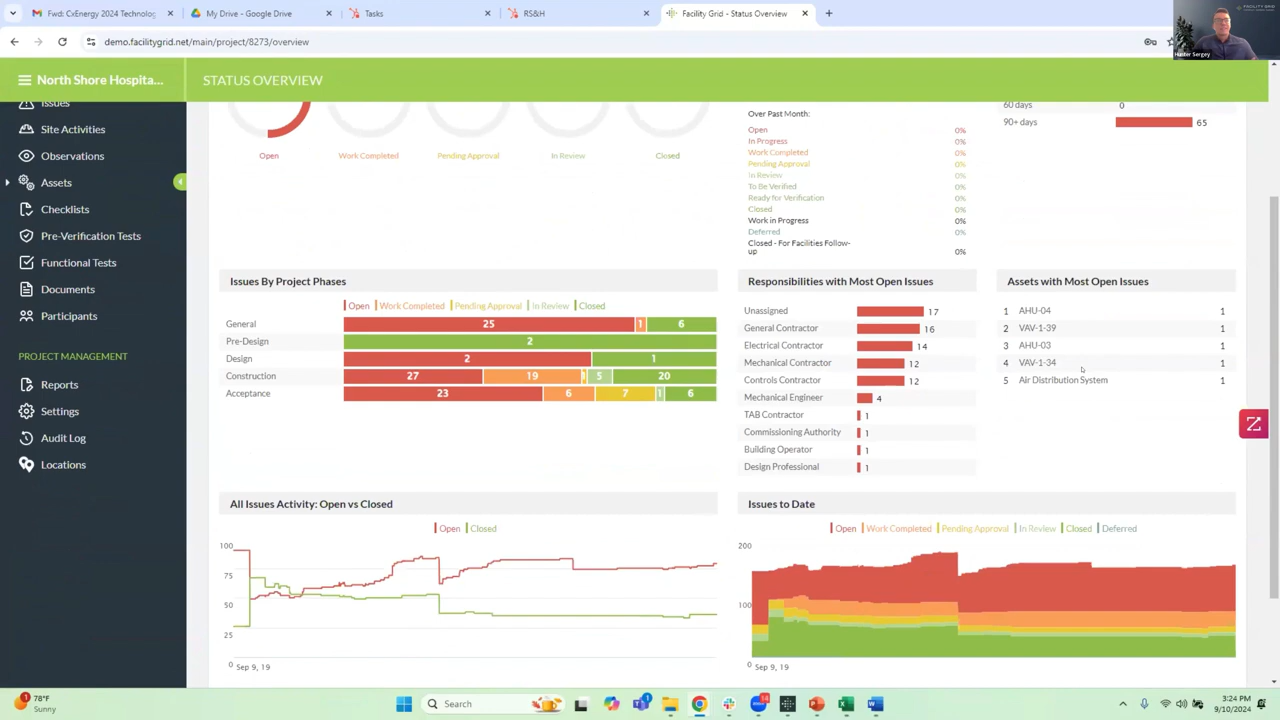 Fwd: CxEnergy 2024 Technolog
My Drive - Google Drive
Tasks
RS&H
Facility Grid - Status Overview
demo.facilitygrid.net/main/project/8273/overview
FACILITY GRID
Hunter Sergey
North Shore Hospita...
STATUS OVERVIEW
Issues
Site Activities
Observations
Assets
Checklists
Pre-Functional Tests
Functional Tests
Documents
Participants
PROJECT MANAGEMENT
Reports
Settings
Audit Log
Locations
Open
Work Completed
Pending Approval
In Review
Closed
Over Past Month:
Open 0%
In Progress 0%
Work Completed 0%
Pending Approval 0%
In Review 0%
To Be Verified 0%
Ready for Verification 0%
Closed 0%
Work in Progress 0%
Deferred 0%
Closed - For Facilities Follow-
up 0%
60 days 0
90+ days 65
Issues By Project Phases
Open Work Completed Pending Approval In Review Closed
General 25 1 6
Pre-Design 2
Design 2 1
Construction 27 19 5 20
Acceptance 23 6 7 1 6
Responsibilities with Most Open Issues
Unassigned 17
General Contractor 16
Electrical Contractor 14
Mechanical Contractor 12
Controls Contractor 12
Mechanical Engineer 4
TAB Contractor 1
Commissioning Authority 1
Building Operator 1
Design Professional 1
Assets with Most Open Issues
1 AHU-04 1
2 VAV-1-39 1
3 AHU-03 1
4 VAV-1-34 1
5 Air Distribution System 1
All Issues Activity: Open vs Closed
Open Closed
100
75
50
25
0
Sep 9, 19
Issues to Date
Open Work Completed Pending Approval In Review Closed Deferred
200
100
0
Sep 9, 19
78°F
Sunny
Search
3:24 PM
9/10/2024